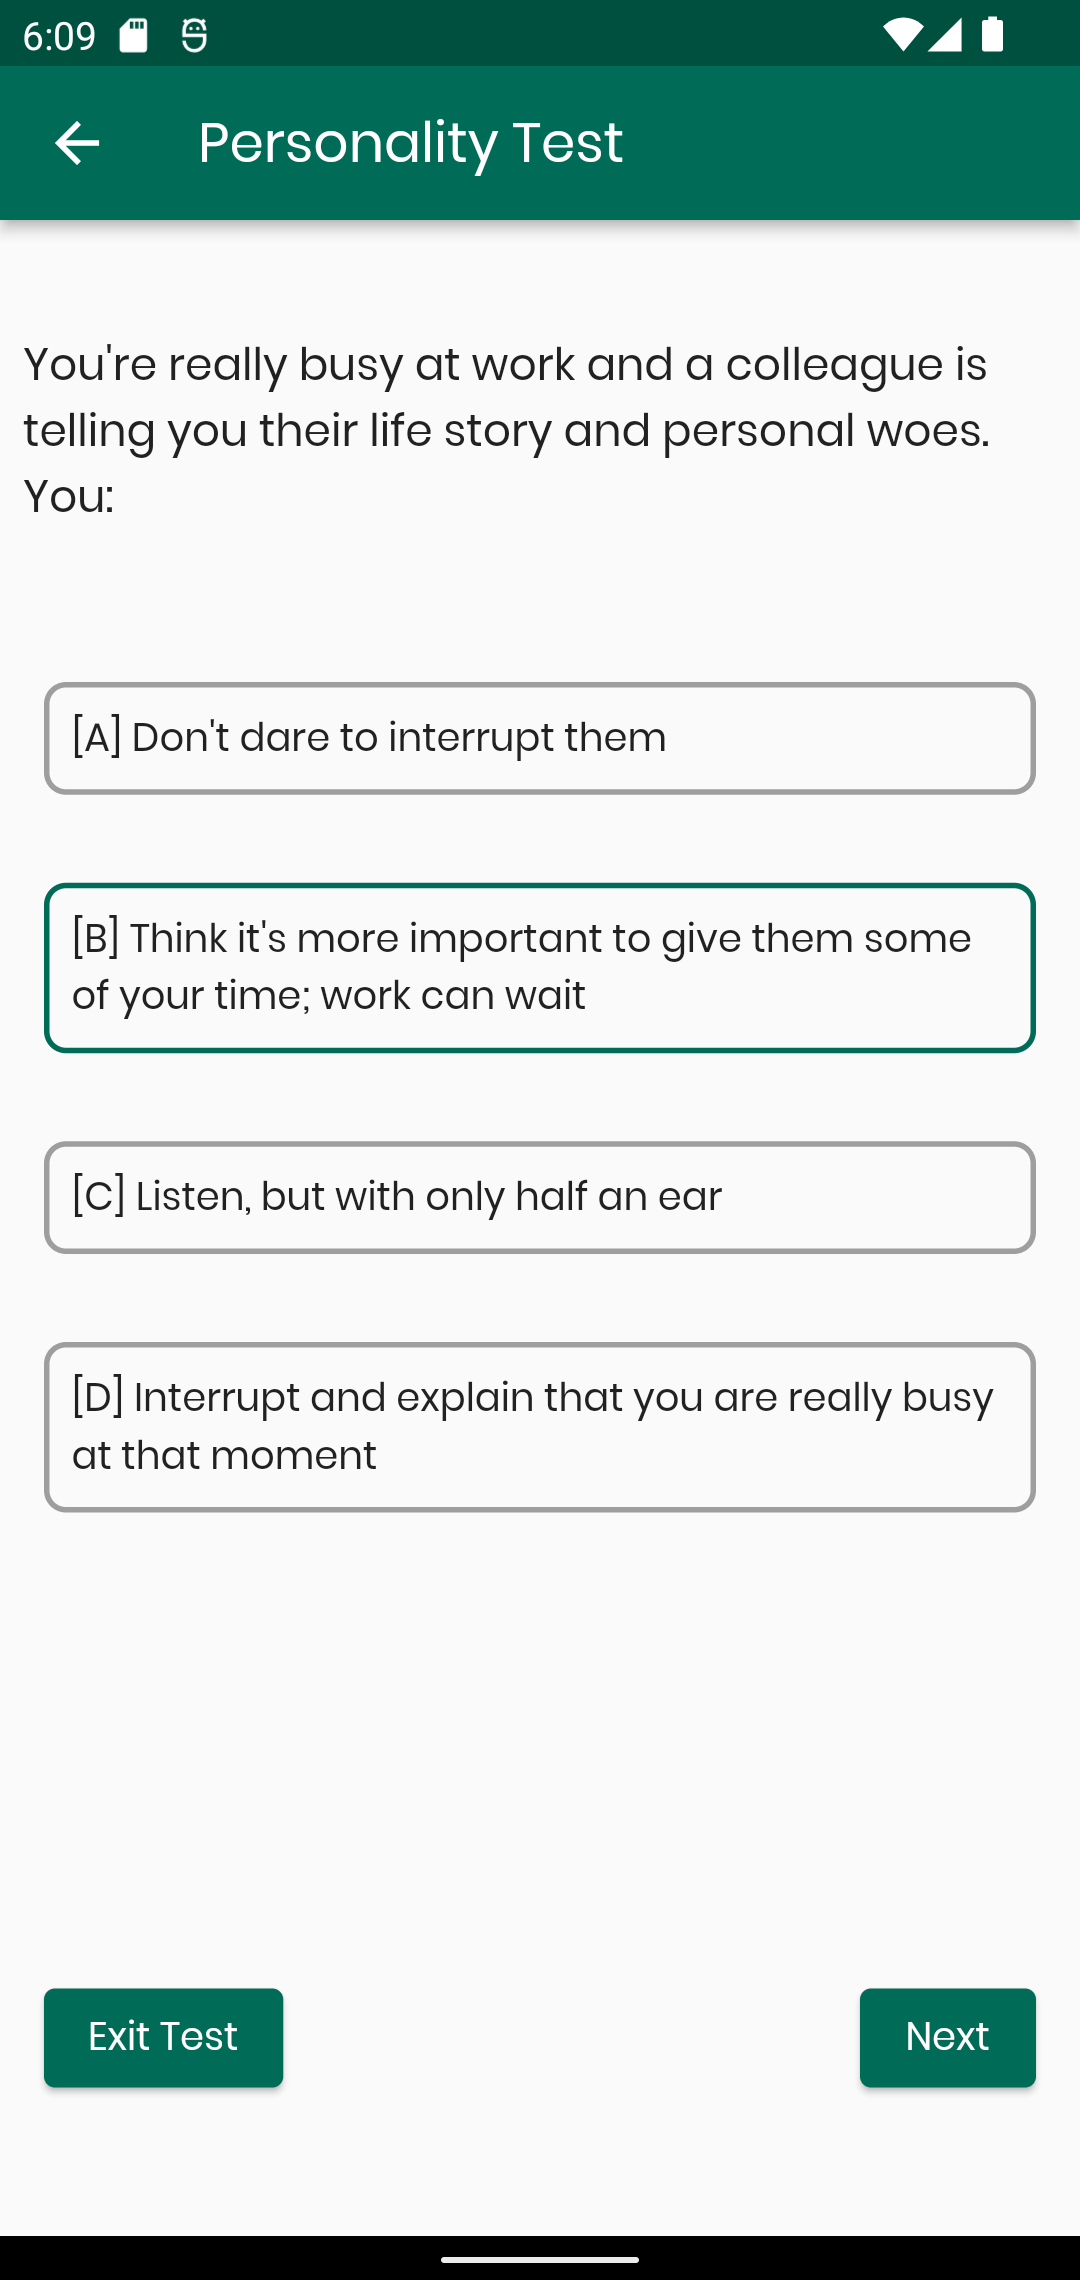 6:09
Personality Test
You're really busy at work and a colleague is
telling you their life story and personal woes.
You:
[A] Don't dare to interrupt them
[B] Think it's more important to give them some
of your time; work can wait
[C] Listen, but with only half an ear
[D] Interrupt and explain that you are really busy
at that moment
Exit Test
Next